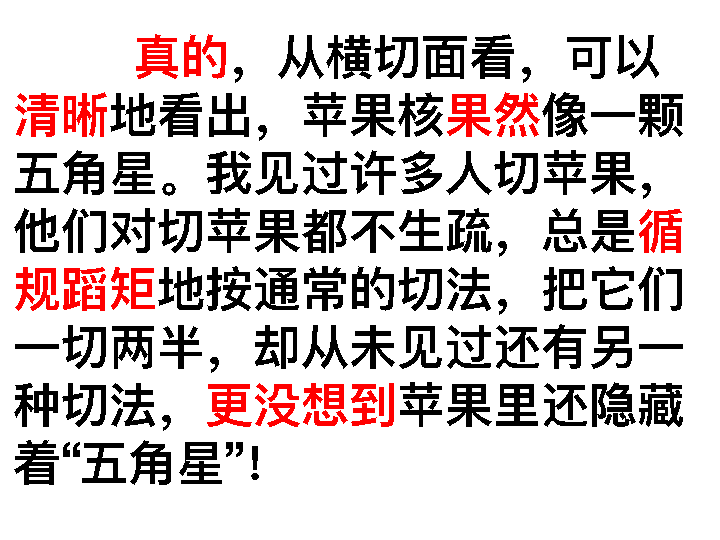 真的，从横切面看，可以
清晰地看出，苹果核果然像一颗
五角星。我见过许多人切苹果，
他们对切苹果都不生疏，总是循
规蹈矩地按通常的切法，把它们
一切两半，却从未见过还有另一
种切法，更没想到苹果里还隐藏
着“五角星”！